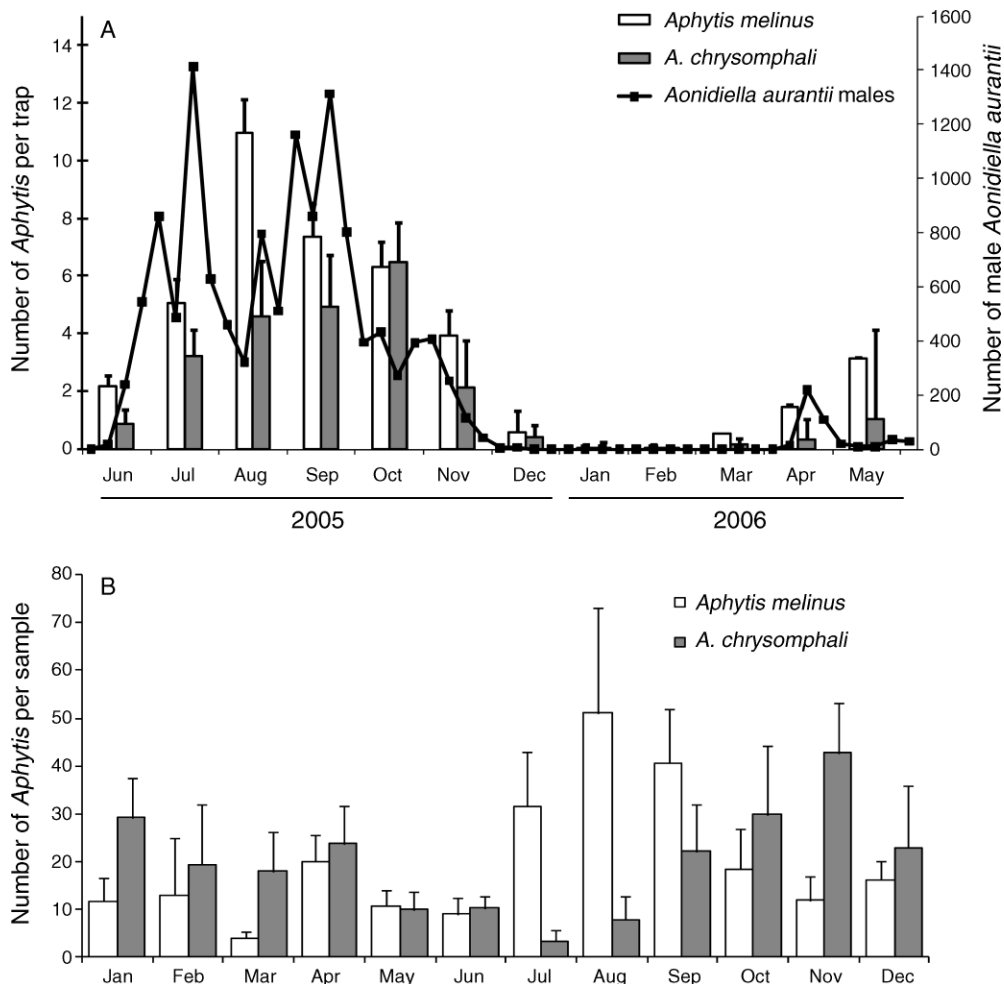 A
Aphytis melinus
A. chrysomphali
Aonidiella aurantii males
Number of Aphytis per trap
14
12
10
8
6
4
2
0
1600
1400
1200
1000
800
600
400
200
0
Number of male Aonidiella aurantii
Jun Jul Aug Sep Oct Nov Dec Jan Feb Mar Apr May
2005 2006
B
Aphytis melinus
A. chrysomphali
Number of Aphytis per sample
80
70
60
50
40
30
20
10
0
Jan Feb Mar Apr May Jun Jul Aug Sep Oct Nov Dec